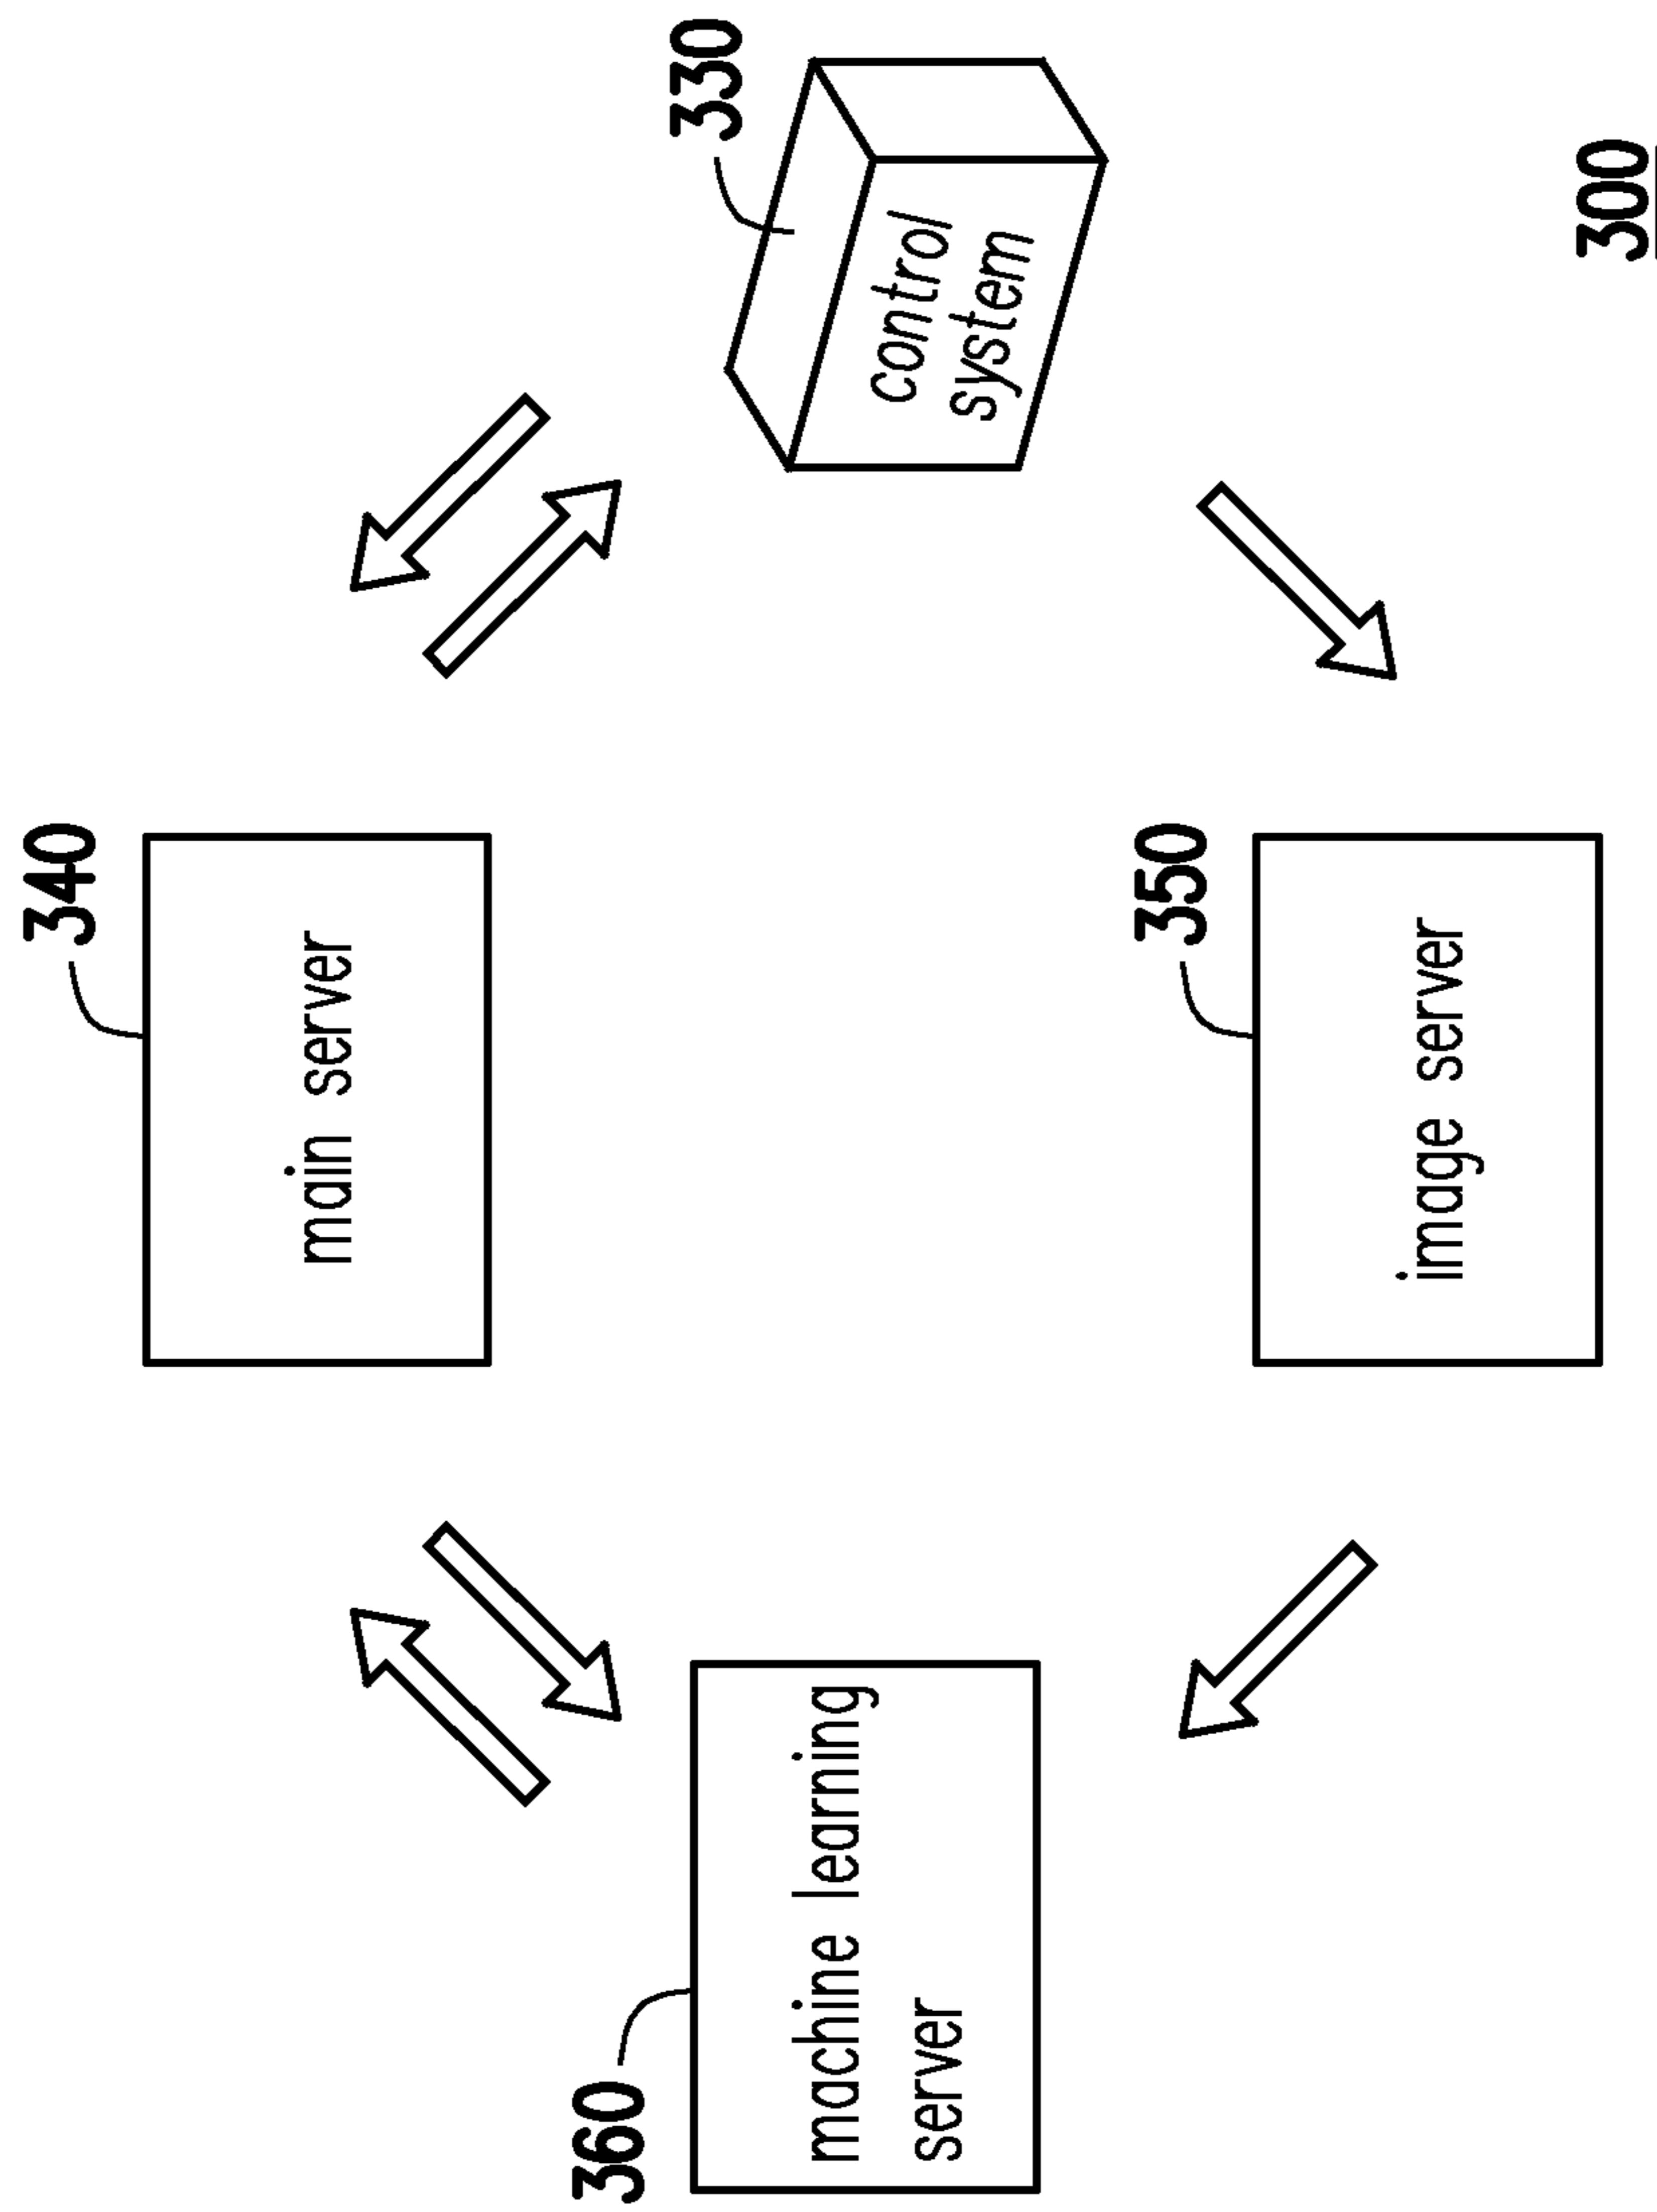 340
main server
360
machine learning
server
330
control
system
350
image server
300